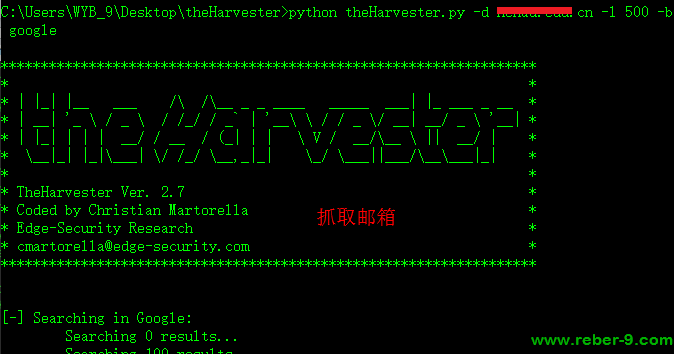 C:\Users\WYB_9\Desktop\theHarvester>python theHarvester.py -d cn -l 500 -b
google
*******************************************************************
theHarvester
* TheHarvester Ver. 2.7 *
* Coded by Christian Martorella *
* Edge-Security Research *
* cmartorella@edge-security.com *
*******************************************************************
抓取邮箱
[-] Searching in Google:
Searching 0 results...
Searching 100 results
www.reber-9.com